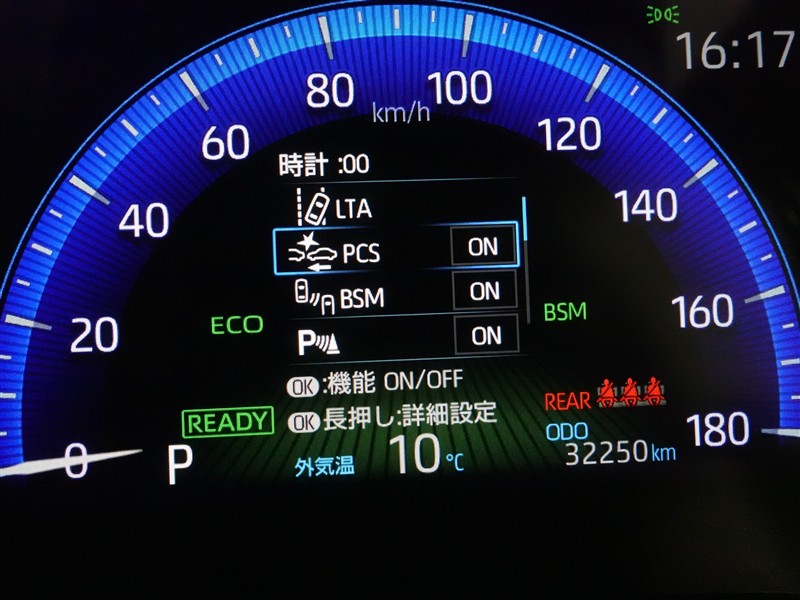 16:17
80
100
km/h
60
120
時計 :00
40
LTA
140
PCS ON
BSM ON
ECO
BSM
20
160
P ON
OK:機能 ON/OFF
REAR
READY
OK長押し:詳細設定
ODO
180
0
P
外気温 10°C
32250km